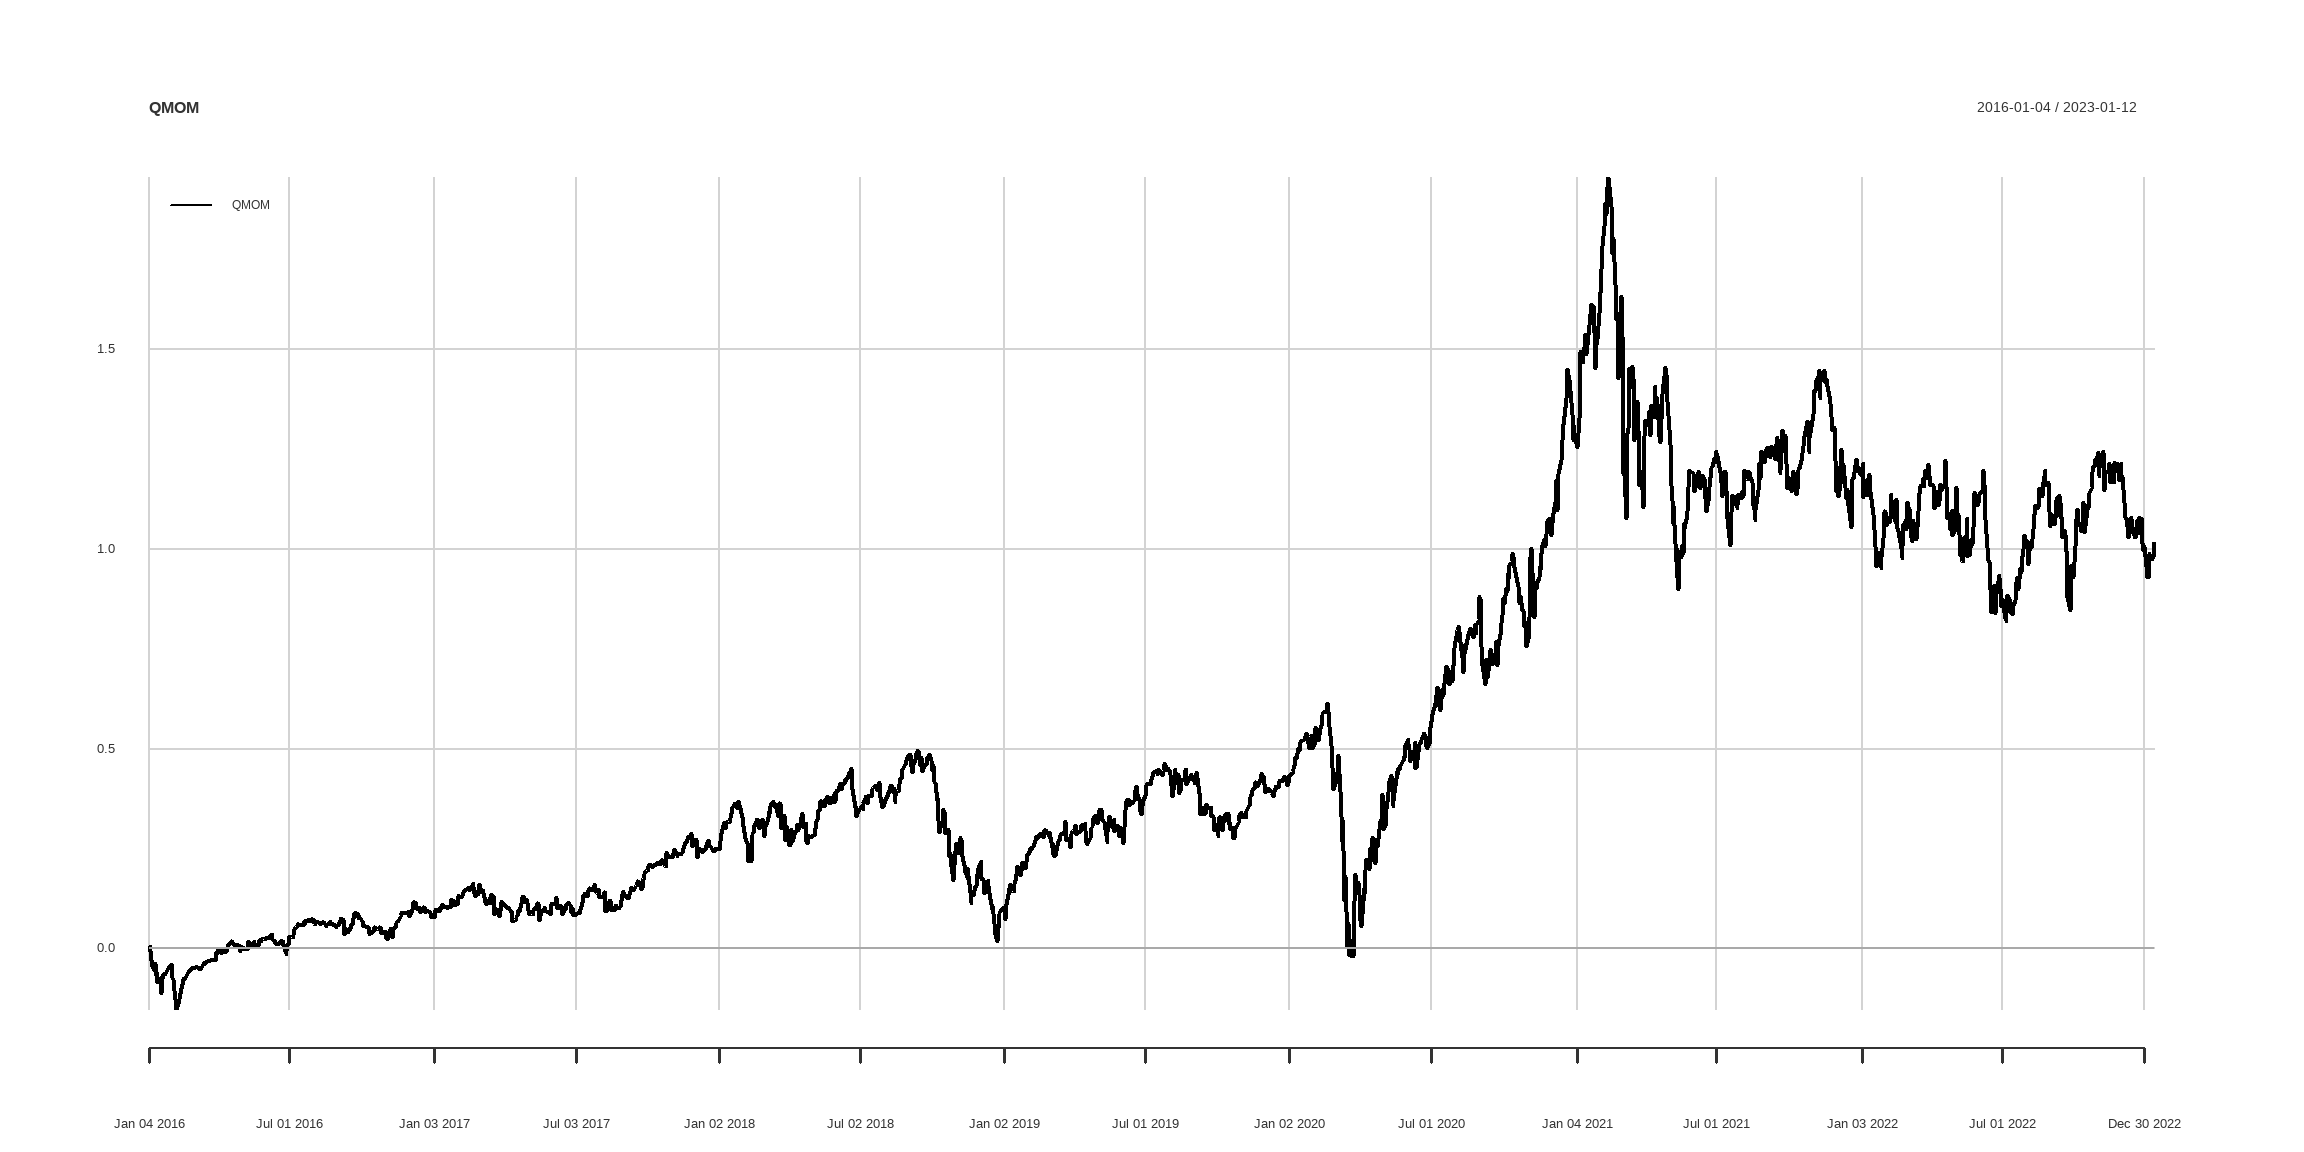 QMOM
2016-01-04 / 2023-01-12
QMOM
1.5
1.0
0.5
0.0
Jan 04 2016
Jul 01 2016
Jan 03 2017
Jul 03 2017
Jan 02 2018
Jul 02 2018
Jan 02 2019
Jul 01 2019
Jan 02 2020
Jul 01 2020
Jan 04 2021
Jul 01 2021
Jan 03 2022
Jul 01 2022
Dec 30 2022